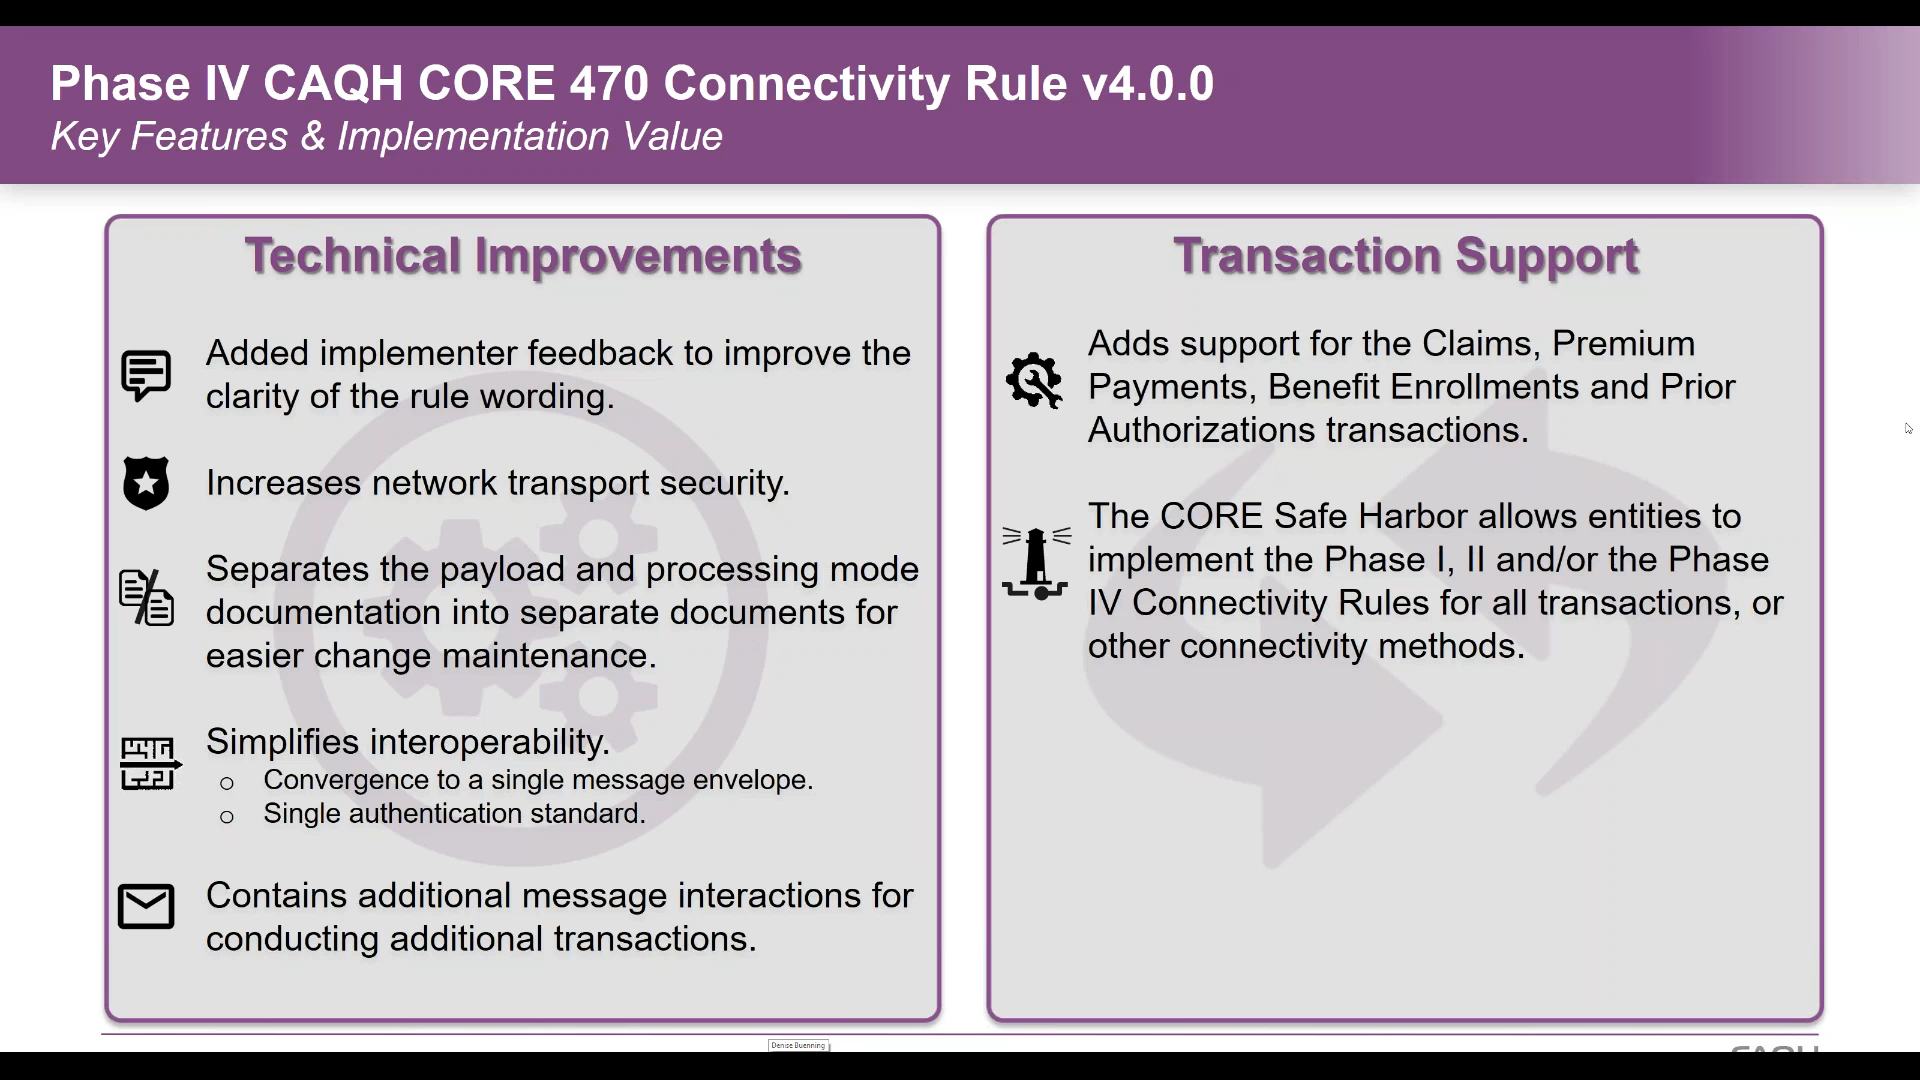 Phase IV CAQH CORE 470 Connectivity Rule v4.0.0
Key Features & Implementation Value
Technical Improvements
Added implementer feedback to improve the
clarity of the rule wording.
Increases network transport security.
Separates the payload and processing mode
documentation into separate documents for
easier change maintenance.
Simplifies interoperability.
o Convergence to a single message envelope.
o Single authentication standard.
Contains additional message interactions for
conducting additional transactions.
Transaction Support
Adds support for the Claims, Premium
Payments, Benefit Enrollments and Prior
Authorizations transactions.
The CORE Safe Harbor allows entities to
implement the Phase I, II and/or the Phase
IV Connectivity Rules for all transactions, or
other connectivity methods.
Denise Buenning
CAQH